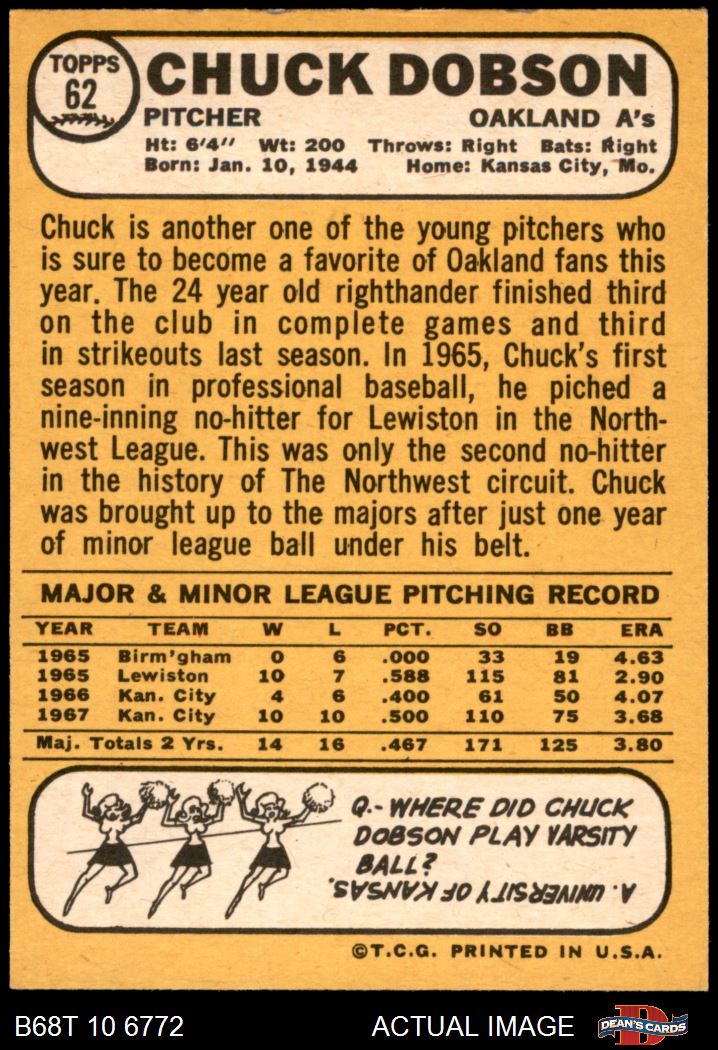 TOPPS
62
CHUCK DOBSON
PITCHER OAKLAND A's
Ht: 6'4" Wt: 200 Throws: Right Bats: Right
Born: Jan. 10, 1944 Home: Kansas City, Mo.
Chuck is another one of the young pitchers who
is sure to become a favorite of Oakland fans this
year. The 24 year old righthander finished third
on the club in complete games and third
in strikeouts last season. In 1965, Chuck's first
season in professional baseball, he piched a
nine-inning no-hitter for Lewiston in the North-
west League. This was only the second no-hitter
in the history of The Northwest circuit. Chuck
was brought up to the majors after just one year
of minor league ball under his belt.
MAJOR & MINOR LEAGUE PITCHING RECORD
YEAR TEAM W L PCT. SO BB ERA
1965 Birm'gham 0 6 .000 33 19 4.63
1965 Lewiston 10 7 .588 115 81 2.90
1966 Kan. City 4 6 .400 61 50 4.07
1967 Kan. City 10 10 .500 110 75 3.68
Maj. Totals 2 Yrs. 14 16 .467 171 125 3.80
Q.- WHERE DID CHUCK
DOBSON PLAY VARSITY
BALL?
A. UNIVERSITY OF KANSAS.
©T.C.G. PRINTED IN U.S.A.
B68T 10 6772 ACTUAL IMAGE DEAN'S CARDS